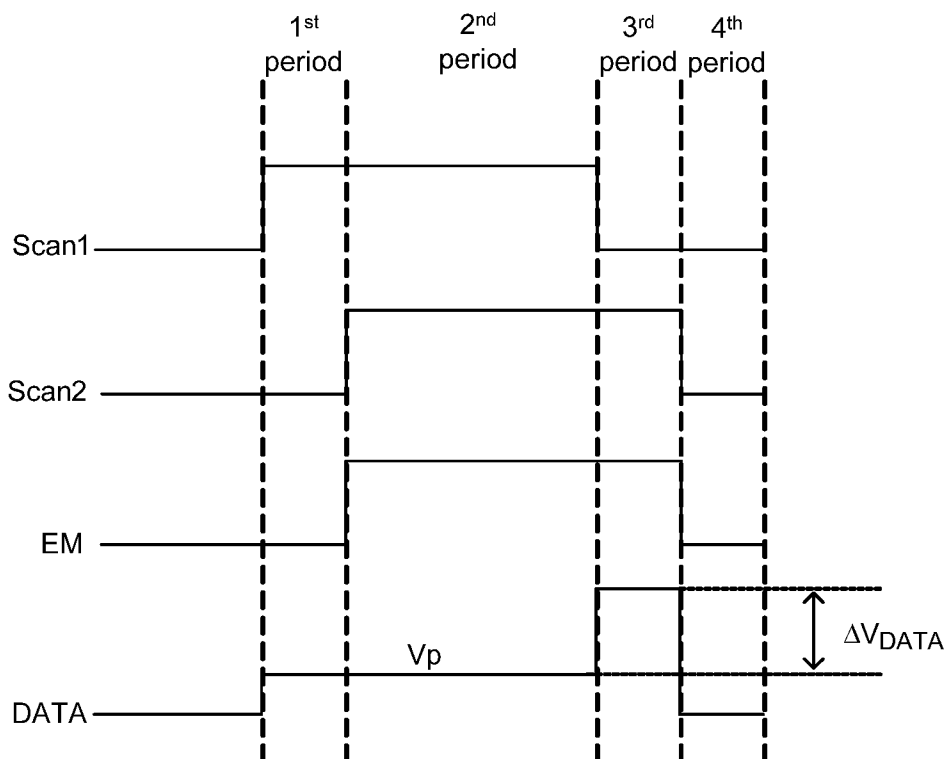 1st period
2nd period
3rd period
4th period
Scan1
Scan2
EM
Vp
ΔVDATA
DATA